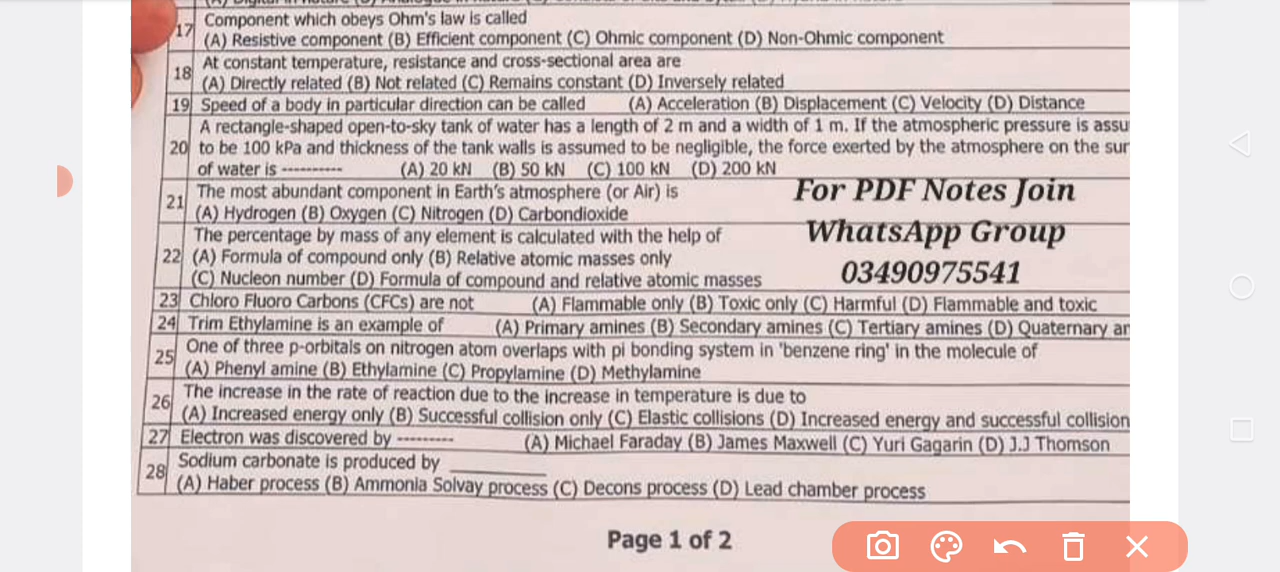 17 Component which obeys Ohm's law is called
(A) Resistive component (B) Efficient component (C) Ohmic component (D) Non-Ohmic component
18 At constant temperature, resistance and cross-sectional area are
(A) Directly related (B) Not related (C) Remains constant (D) Inversely related
19 Speed of a body in particular direction can be called (A) Acceleration (B) Displacement (C) Velocity (D) Distance
A rectangle-shaped open-to-sky tank of water has a length of 2 m and a width of 1 m. If the atmospheric pressure is assu
20 to be 100 kPa and thickness of the tank walls is assumed to be negligible, the force exerted by the atmosphere on the sur
of water is ---------- (A) 20 kN (B) 50 kN (C) 100 kN (D) 200 kN
21 The most abundant component in Earth's atmosphere (or Air) is
(A) Hydrogen (B) Oxygen (C) Nitrogen (D) Carbondioxide
For PDF Notes Join
WhatsApp Group
03490975541
The percentage by mass of any element is calculated with the help of
22 (A) Formula of compound only (B) Relative atomic masses only
(C) Nucleon number (D) Formula of compound and relative atomic masses
23 Chloro Fluoro Carbons (CFCs) are not (A) Flammable only (B) Toxic only (C) Harmful (D) Flammable and toxic
24 Trim Ethylamine is an example of (A) Primary amines (B) Secondary amines (C) Tertiary amines (D) Quaternary am
25 One of three p-orbitals on nitrogen atom overlaps with pi bonding system in 'benzene ring' in the molecule of
(A) Phenyl amine (B) Ethylamine (C) Propylamine (D) Methylamine
26 The increase in the rate of reaction due to the increase in temperature is due to
(A) Increased energy only (B) Successful collision only (C) Elastic collisions (D) Increased energy and successful collision
27 Electron was discovered by --------- (A) Michael Faraday (B) James Maxwell (C) Yuri Gagarin (D) J.J Thomson
28 Sodium carbonate is produced by __________
(A) Haber process (B) Ammonia Solvay process (C) Decons process (D) Lead chamber process
Page 1 of 2